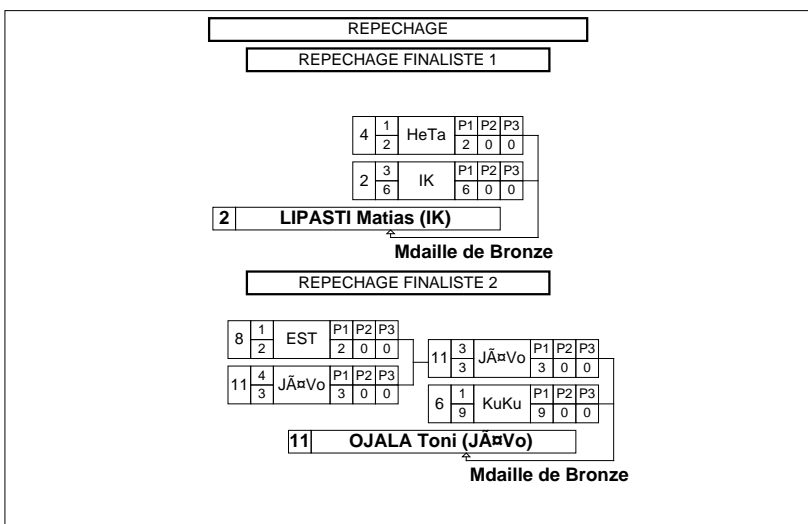 REPECHAGE
REPECHAGE FINALISTE 1
4 1 HeTa P1 P2 P3
2 2 0 0
2 3 IK P1 P2 P3
6 6 0 0
2 LIPASTI Matias (IK)
Mdaille de Bronze
REPECHAGE FINALISTE 2
8 1 EST P1 P2 P3
2 2 0 0
11 4 JÃ¤Vo P1 P2 P3
3 3 0 0
11 3 JÃ¤Vo P1 P2 P3
3 3 0 0
6 1 KuKu P1 P2 P3
9 9 0 0
11 OJALA Toni (JÃ¤Vo)
Mdaille de Bronze